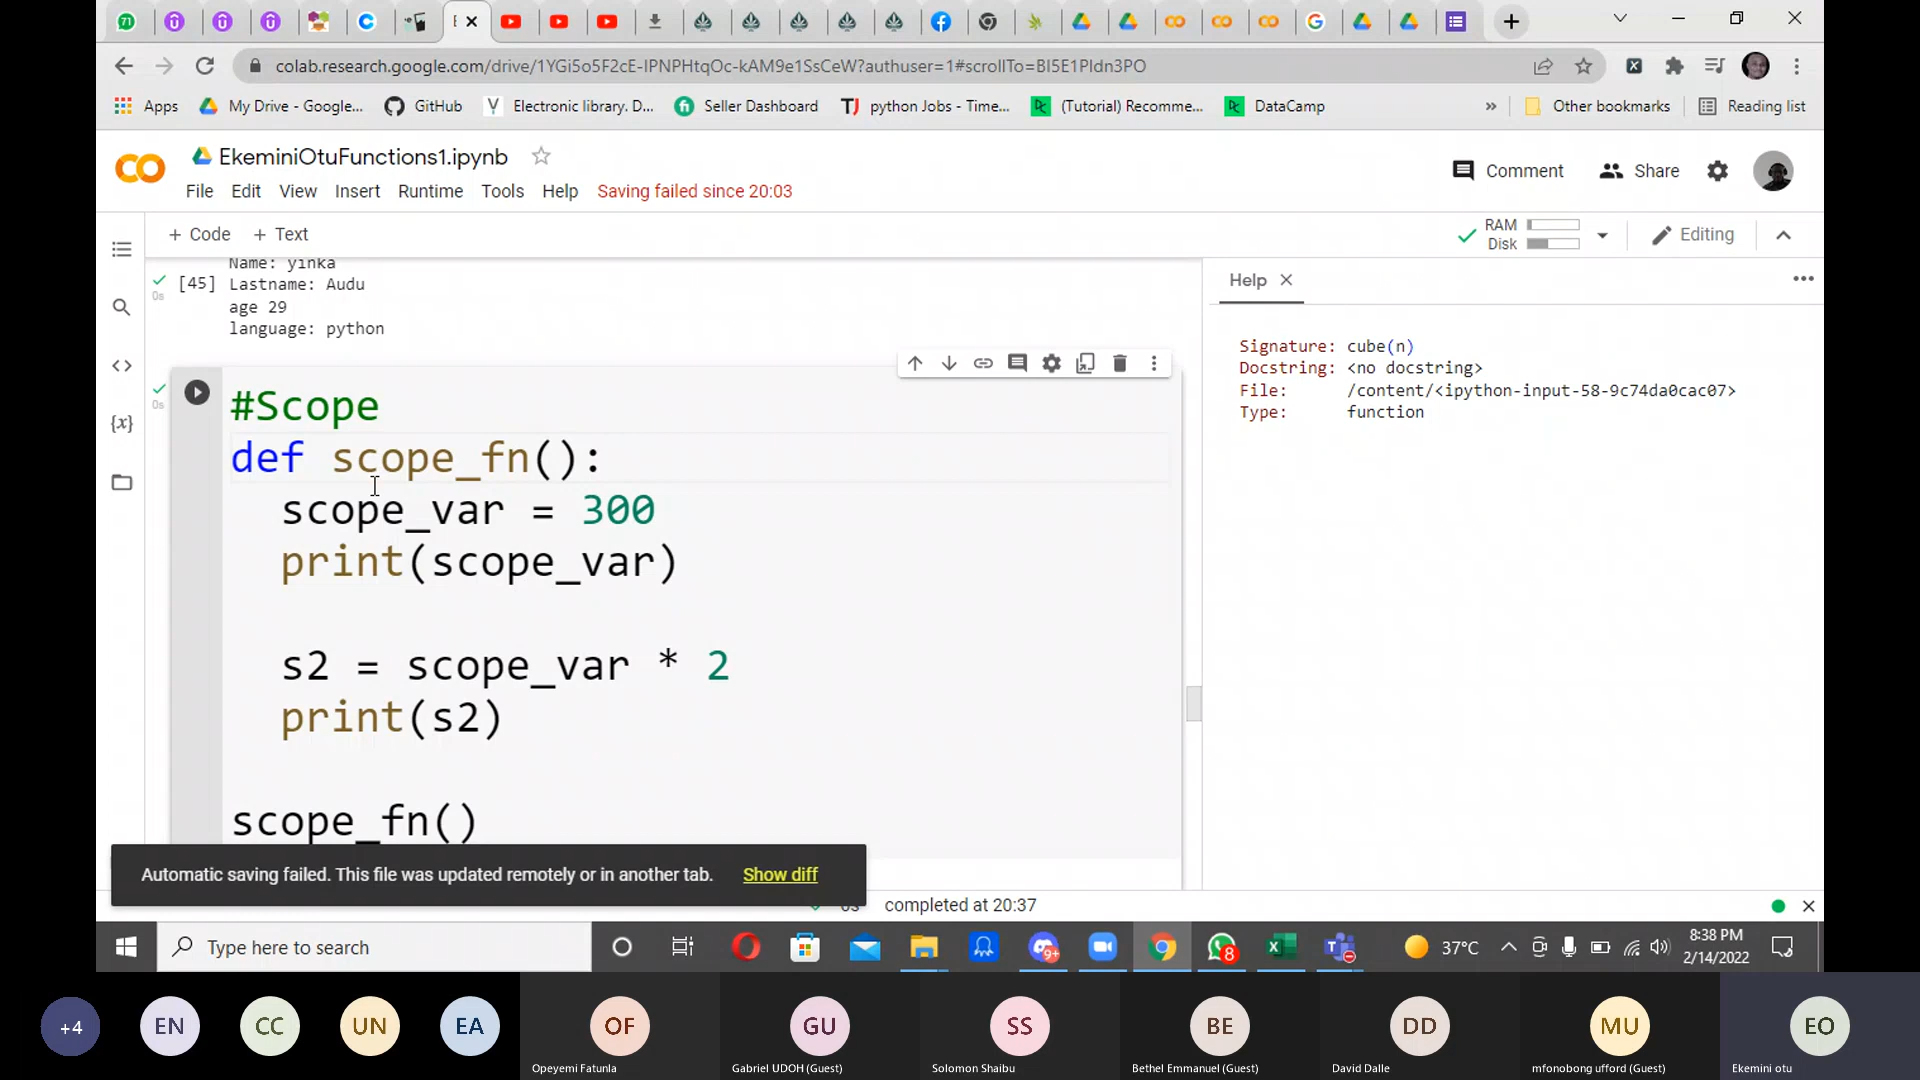 71
colab.research.google.com/drive/1YGi5o5F2cE-IPNPHtqOc-kAM9e1SsCeW?authuser=1#scrollTo=BI5E1PIdn3PO
Apps
My Drive - Google...
GitHub
Electronic library. D...
Seller Dashboard
python Jobs - Time...
(Tutorial) Recomme...
DataCamp
»
Other bookmarks
Reading list
EkeminiOtuFunctions1.ipynb
Comment
Share
File Edit View Insert Runtime Tools Help Saving failed since 20:03
+ Code + Text
RAM
Disk
Editing
Name: yinka
[45] Lastname: Audu
0s
age 29
language: python
Help
Signature: cube(n)
Docstring: <no docstring>
File: /content/<ipython-input-58-9c74da0cac07>
Type: function
0s
#Scope
def scope_fn():
scope_var = 300
print(scope_var)
s2 = scope_var * 2
print(s2)
scope_fn()
Automatic saving failed. This file was updated remotely or in another tab. Show diff
0s completed at 20:37
Type here to search
9+
8
37°C
8:38 PM
2/14/2022
+4
EN
CC
UN
EA
OF
GU
SS
BE
DD
MU
EO
Opeyemi Fatunla
Gabriel UDOH (Guest)
Solomon Shaibu
Bethel Emmanuel (Guest)
David Dalle
mfonobong ufford (Guest)
Ekemini otu